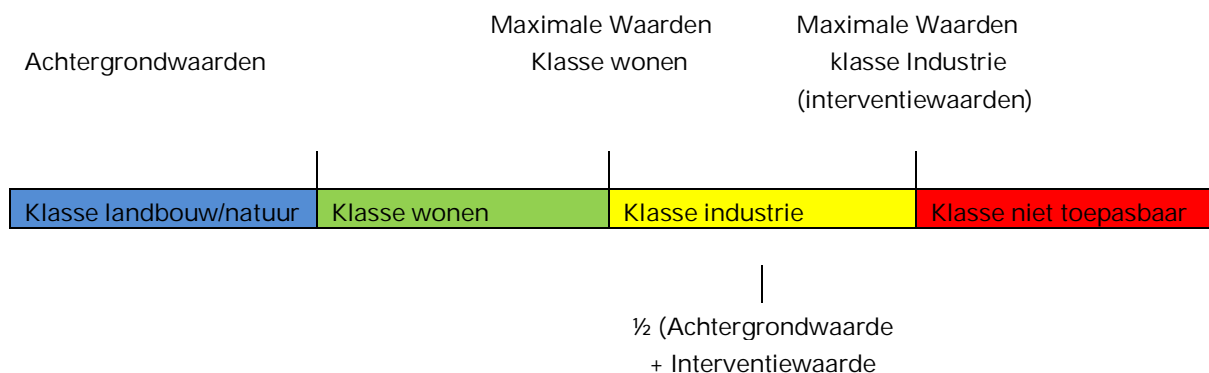 Achtergrondwaarden
Maximale Waarden
Klasse wonen
Maximale Waarden
klasse Industrie
(interventiewaarden)
Klasse landbouw/natuur
Klasse wonen
Klasse industrie
Klasse niet toepasbaar
½ (Achtergrondwaarde
+ Interventiewaarde